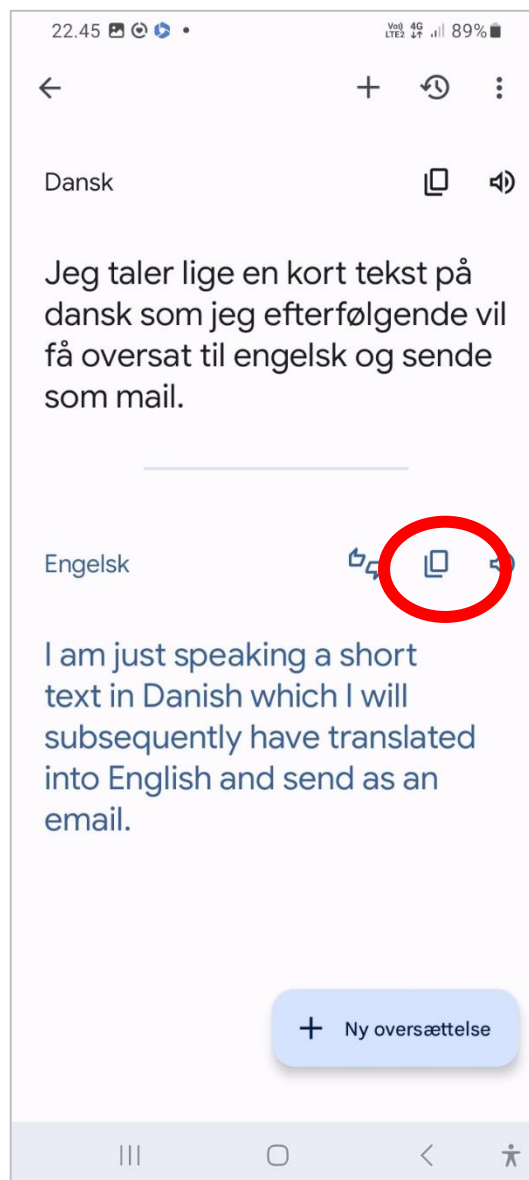 22.45
Vo)) 4G 89%
LTE2
Dansk
Jeg taler lige en kort tekst på
dansk som jeg efterfølgende vil
få oversat til engelsk og sende
som mail.
Engelsk
I am just speaking a short
text in Danish which I will
subsequently have translated
into English and send as an
email.
Ny oversættelse